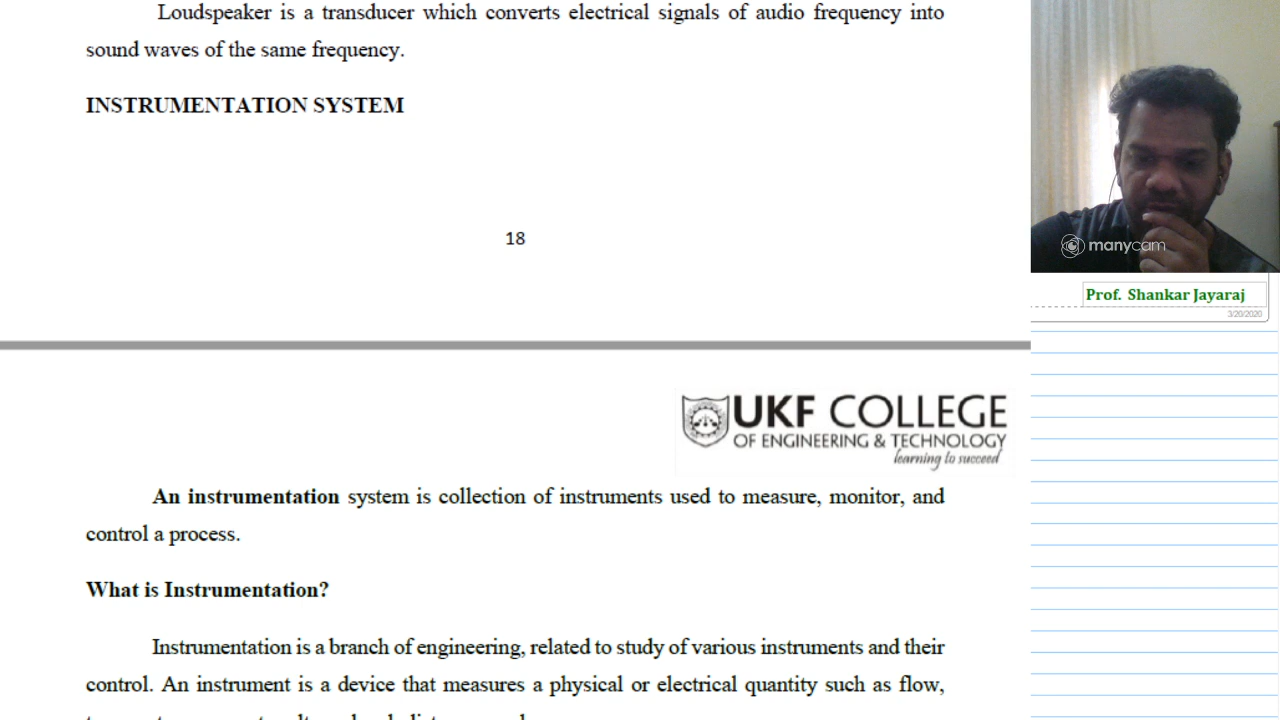 Loudspeaker is a transducer which converts electrical signals of audio frequency into
sound waves of the same frequency.
INSTRUMENTATION SYSTEM
18
manycam
Prof. Shankar Jayaraj
3/20/2020
UKF COLLEGE
OF ENGINEERING & TECHNOLOGY
learning to succeed
An instrumentation system is collection of instruments used to measure, monitor, and
control a process.
What is Instrumentation?
Instrumentation is a branch of engineering, related to study of various instruments and their
control. An instrument is a device that measures a physical or electrical quantity such as flow,